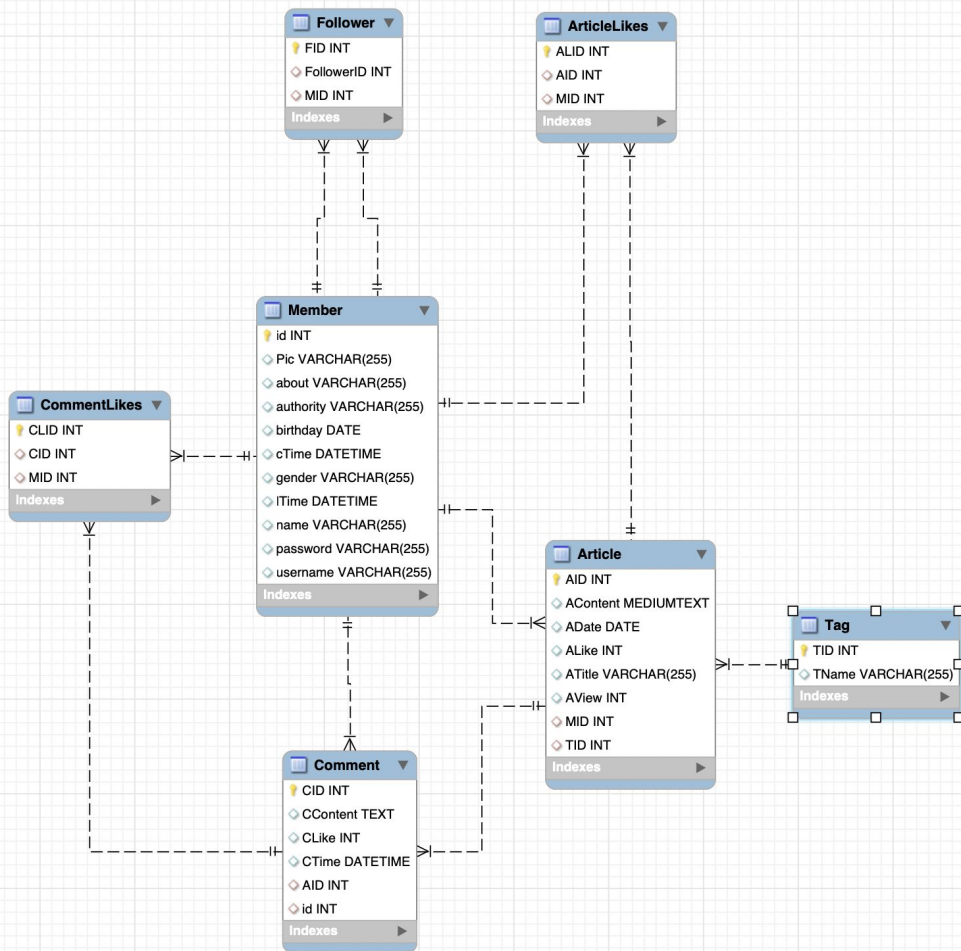 Follower
FID INT
FollowerID INT
MID INT
Indexes
ArticleLikes
ALID INT
AID INT
MID INT
Indexes
Member
id INT
Pic VARCHAR(255)
about VARCHAR(255)
authority VARCHAR(255)
birthday DATE
cTime DATETIME
gender VARCHAR(255)
lTime DATETIME
name VARCHAR(255)
password VARCHAR(255)
username VARCHAR(255)
Indexes
CommentLikes
CLID INT
CID INT
MID INT
Indexes
Article
AID INT
AContent MEDIUMTEXT
ADate DATE
ALike INT
ATitle VARCHAR(255)
AView INT
MID INT
TID INT
Indexes
Tag
TID INT
TName VARCHAR(255)
Indexes
Comment
CID INT
CContent TEXT
CLike INT
CTime DATETIME
AID INT
id INT
Indexes